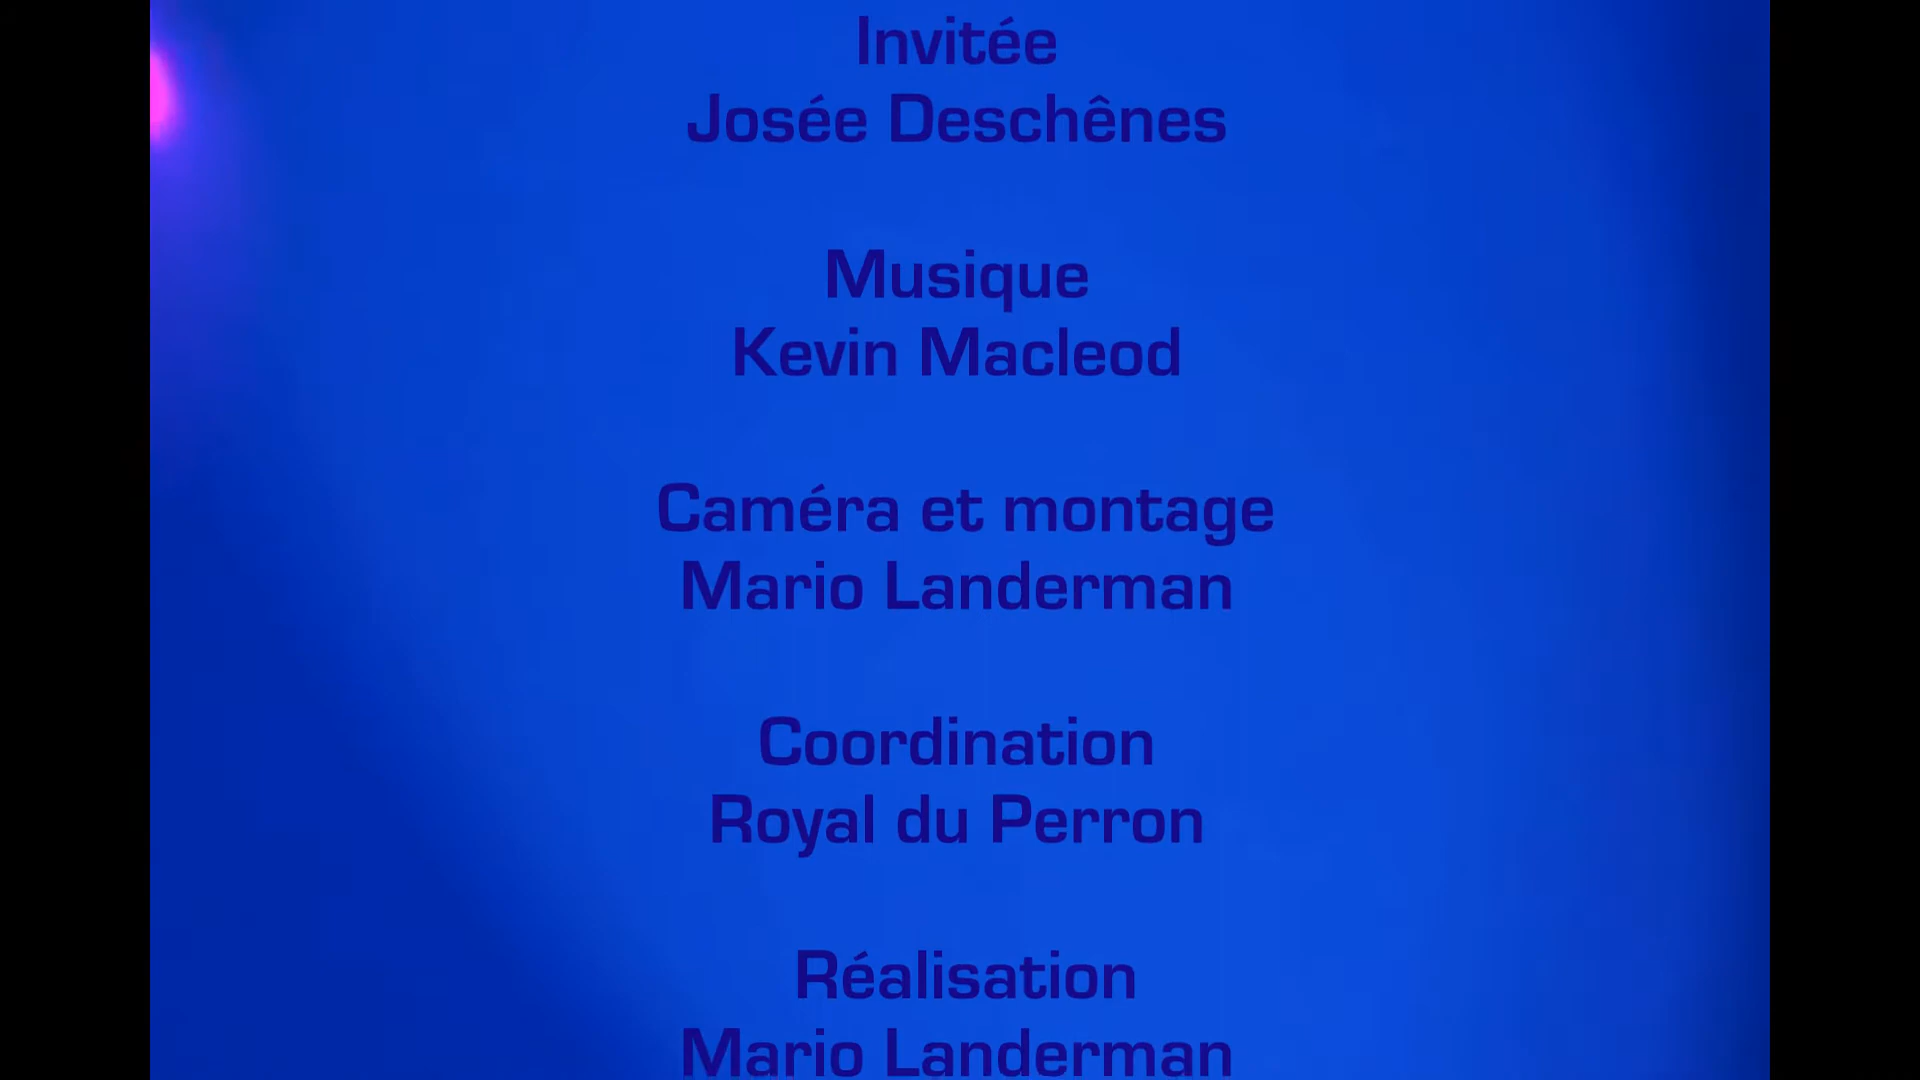 Invitée
Josée Deschênes
Musique
Kevin Macleod
Caméra et montage
Mario Landerman
Coordination
Royal du Perron
Réalisation
Mario Landerman